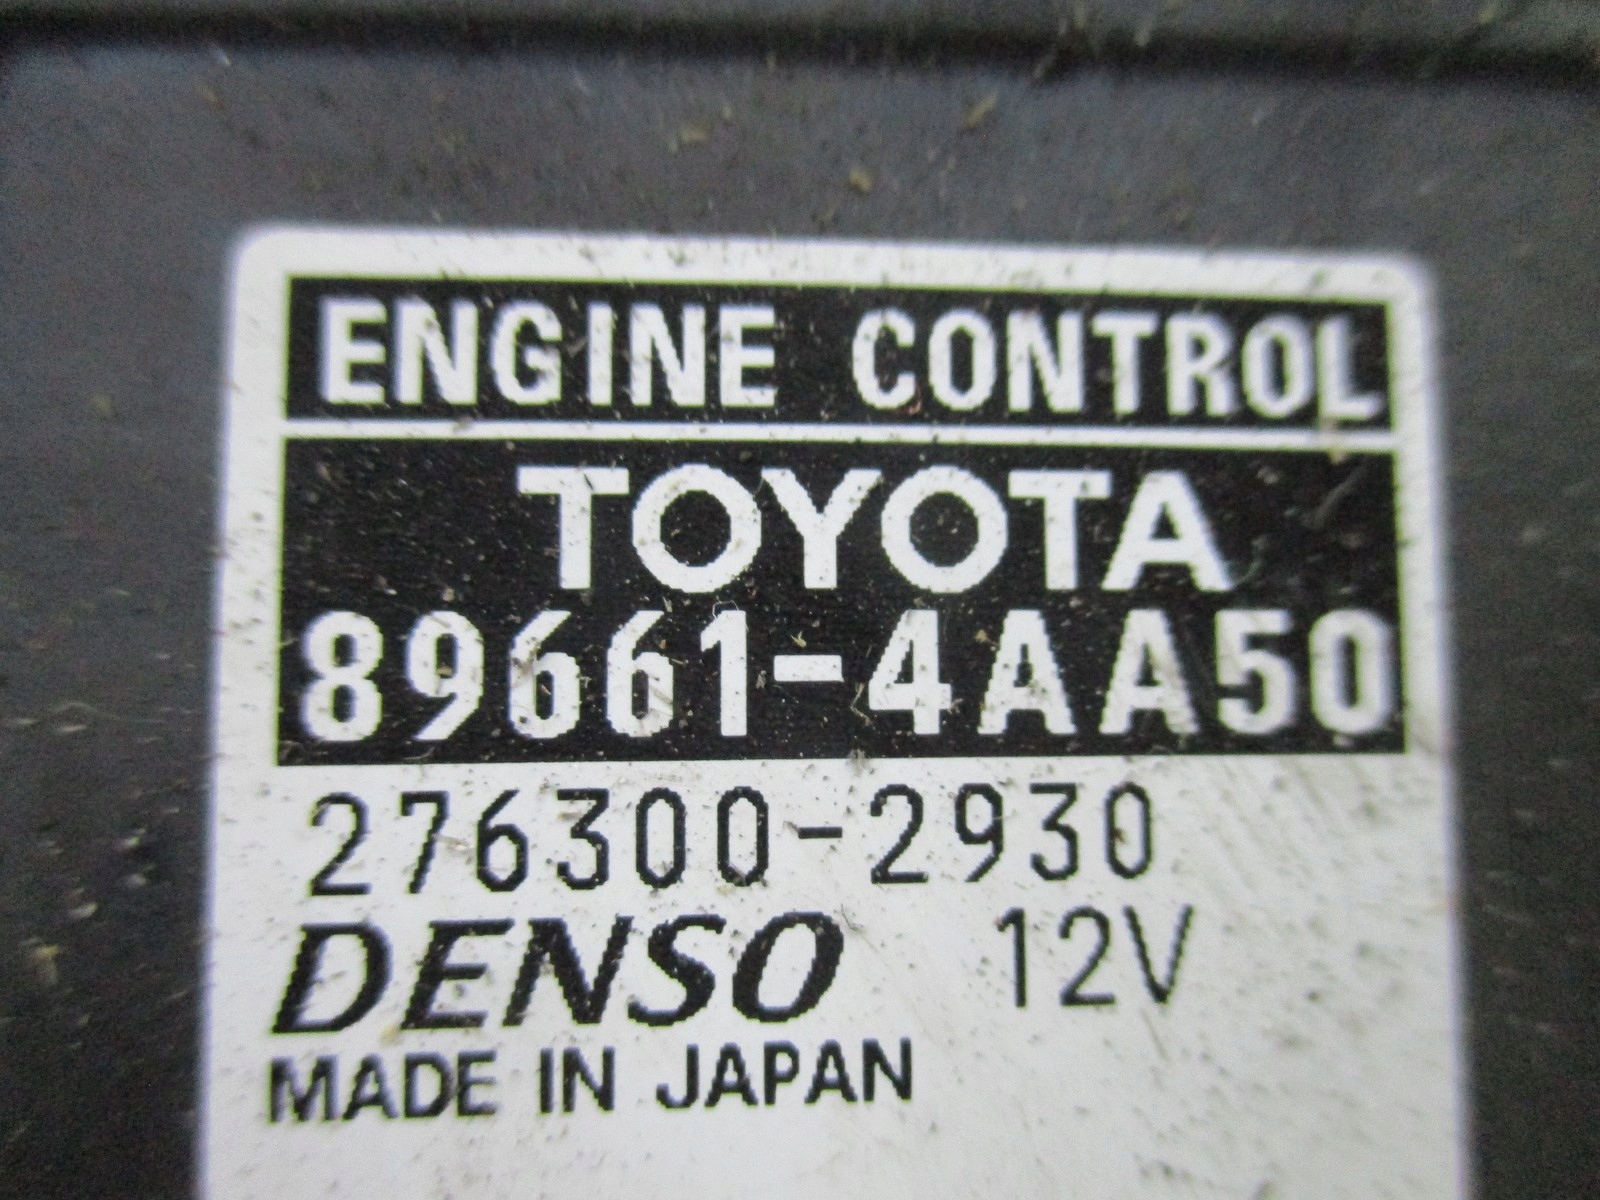 ENGINE CONTROL
TOYOTA
89661-4AA50
276300-2930
DENSO 12V
MADE IN JAPAN